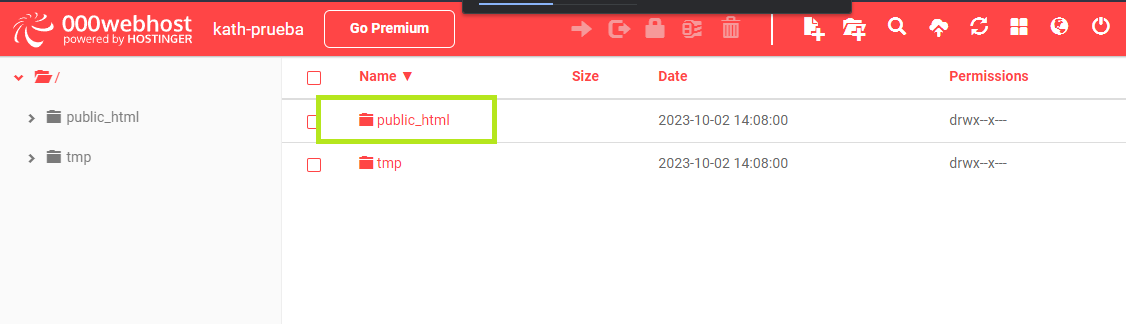 000webhost
powered by HOSTINGER
kath-prueba
Go Premium
/
public_html
tmp
Name ▼ Size Date Permissions
public_html 2023-10-02 14:08:00 drwx--x---
tmp 2023-10-02 14:08:00 drwx--x---